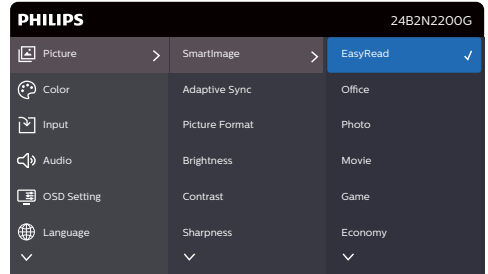 PHILIPS 24B2N2200G
Picture SmartImage EasyRead
Color Adaptive Sync Office
Input Picture Format Photo
Audio Brightness Movie
OSD Setting Contrast Game
Language Sharpness Economy